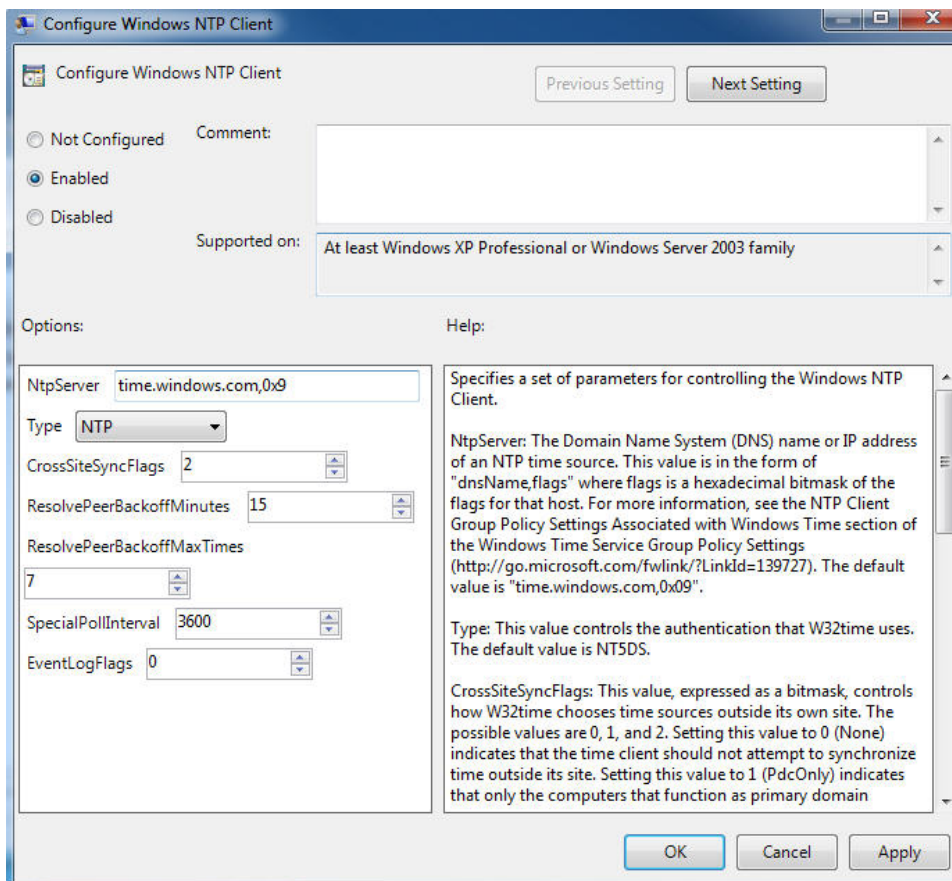 Configure Windows NTP Client
Configure Windows NTP Client
Previous Setting
Next Setting
Not Configured
Comment:
Enabled
Disabled
Supported on:
At least Windows XP Professional or Windows Server 2003 family
Options:
Help:
NtpServer time.windows.com,0x9
Type NTP
CrossSiteSyncFlags 2
ResolvePeerBackoffMinutes 15
ResolvePeerBackoffMaxTimes
7
SpecialPollInterval 3600
EventLogFlags 0
Specifies a set of parameters for controlling the Windows NTP
Client.
NtpServer: The Domain Name System (DNS) name or IP address
of an NTP time source. This value is in the form of
"dnsName,flags" where flags is a hexadecimal bitmask of the
flags for that host. For more information, see the NTP Client
Group Policy Settings Associated with Windows Time section of
the Windows Time Service Group Policy Settings
(http://go.microsoft.com/fwlink/?LinkId=139727). The default
value is "time.windows.com,0x09".
Type: This value controls the authentication that W32time uses.
The default value is NT5DS.
CrossSiteSyncFlags: This value, expressed as a bitmask, controls
how W32time chooses time sources outside its own site. The
possible values are 0, 1, and 2. Setting this value to 0 (None)
indicates that the time client should not attempt to synchronize
time outside its site. Setting this value to 1 (PdcOnly) indicates
that only the computers that function as primary domain
OK
Cancel
Apply